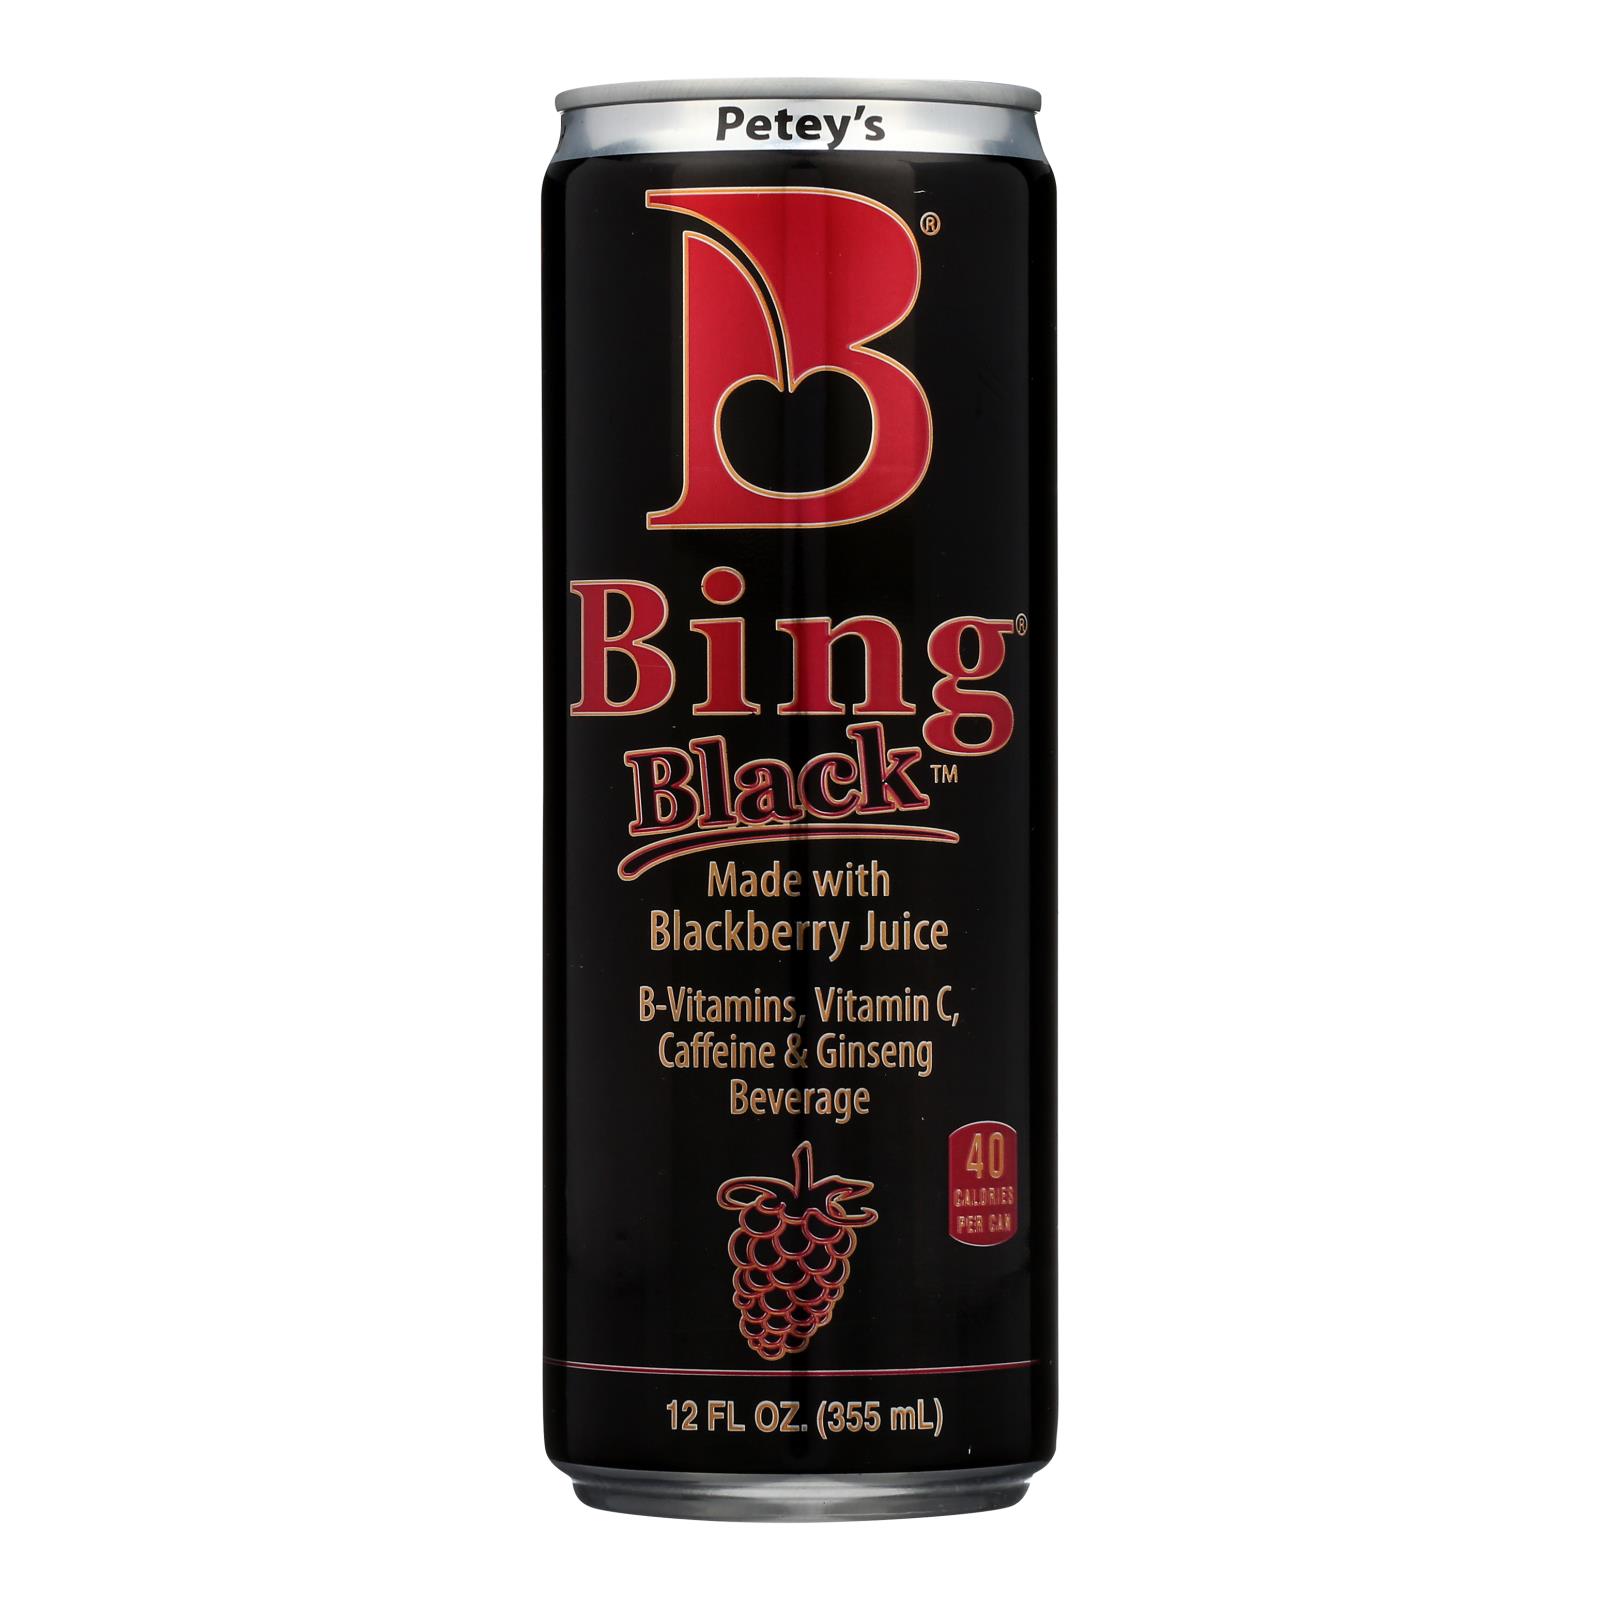 Petey's
B®
Bing®
Black™
Made with
Blackberry Juice
B-Vitamins, Vitamin C,
Caffeine & Ginseng
Beverage
40
CALORIES
PER CAN
12 FL OZ. (355 mL)